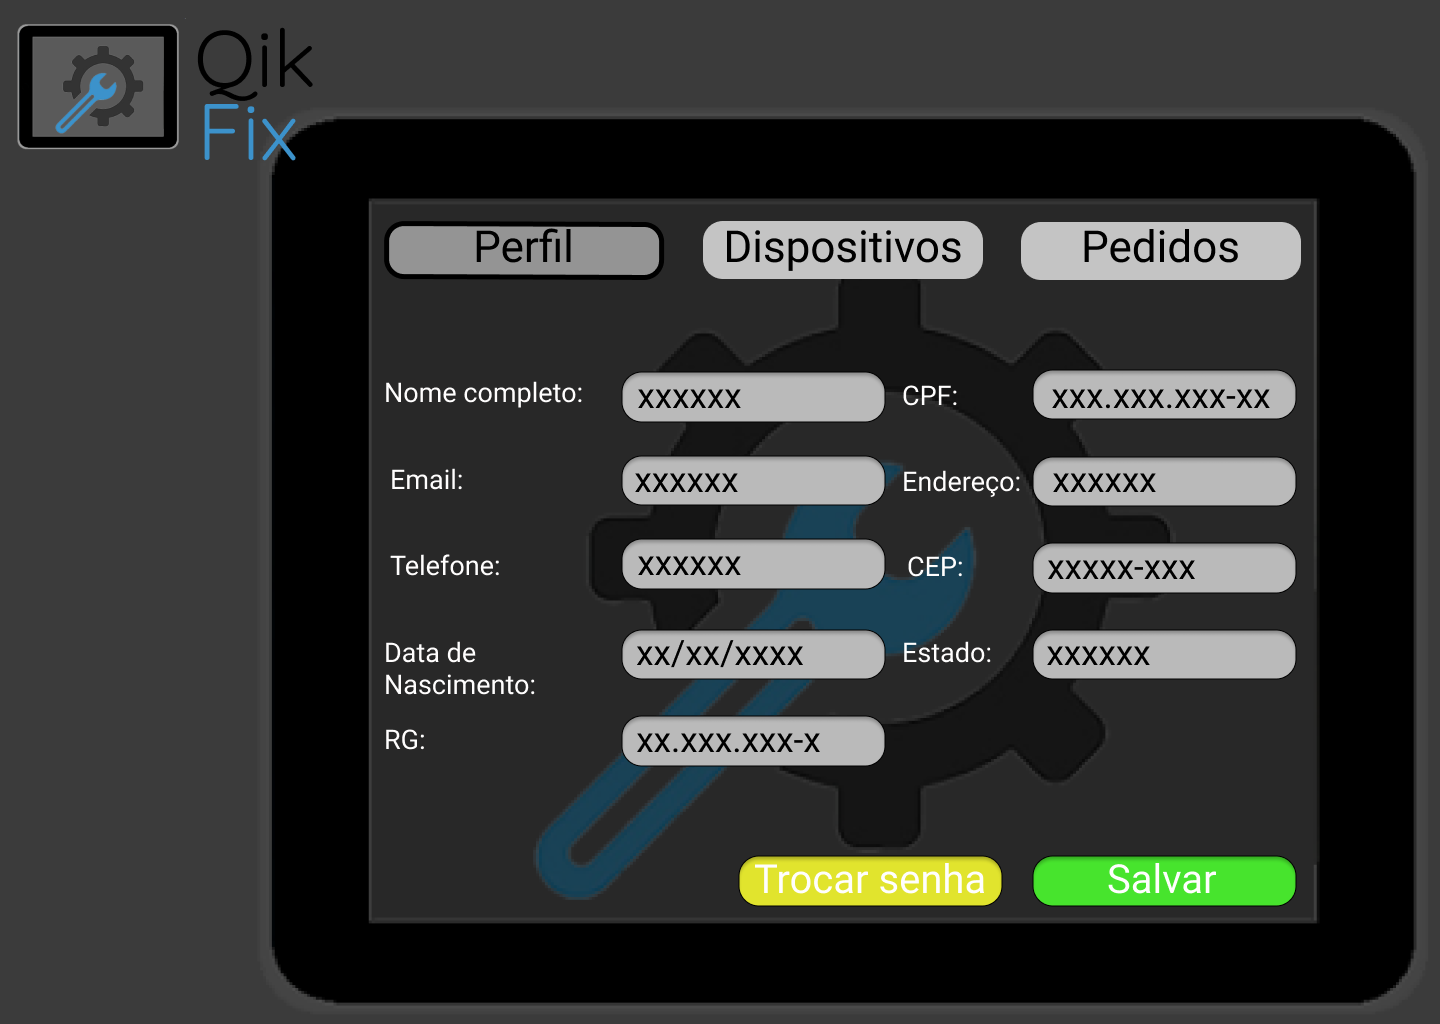 Qik
Fix
Perfil
Dispositivos
Pedidos
Nome completo:
xxxxxx
CPF:
xxx.xxx.xxx-xx
Email:
xxxxxx
Endereço:
xxxxxx
Telefone:
xxxxxx
CEP:
xxxxx-xxx
Data de
Nascimento:
xx/xx/xxxx
Estado:
xxxxxx
RG:
xx.xxx.xxx-x
Trocar senha
Salvar